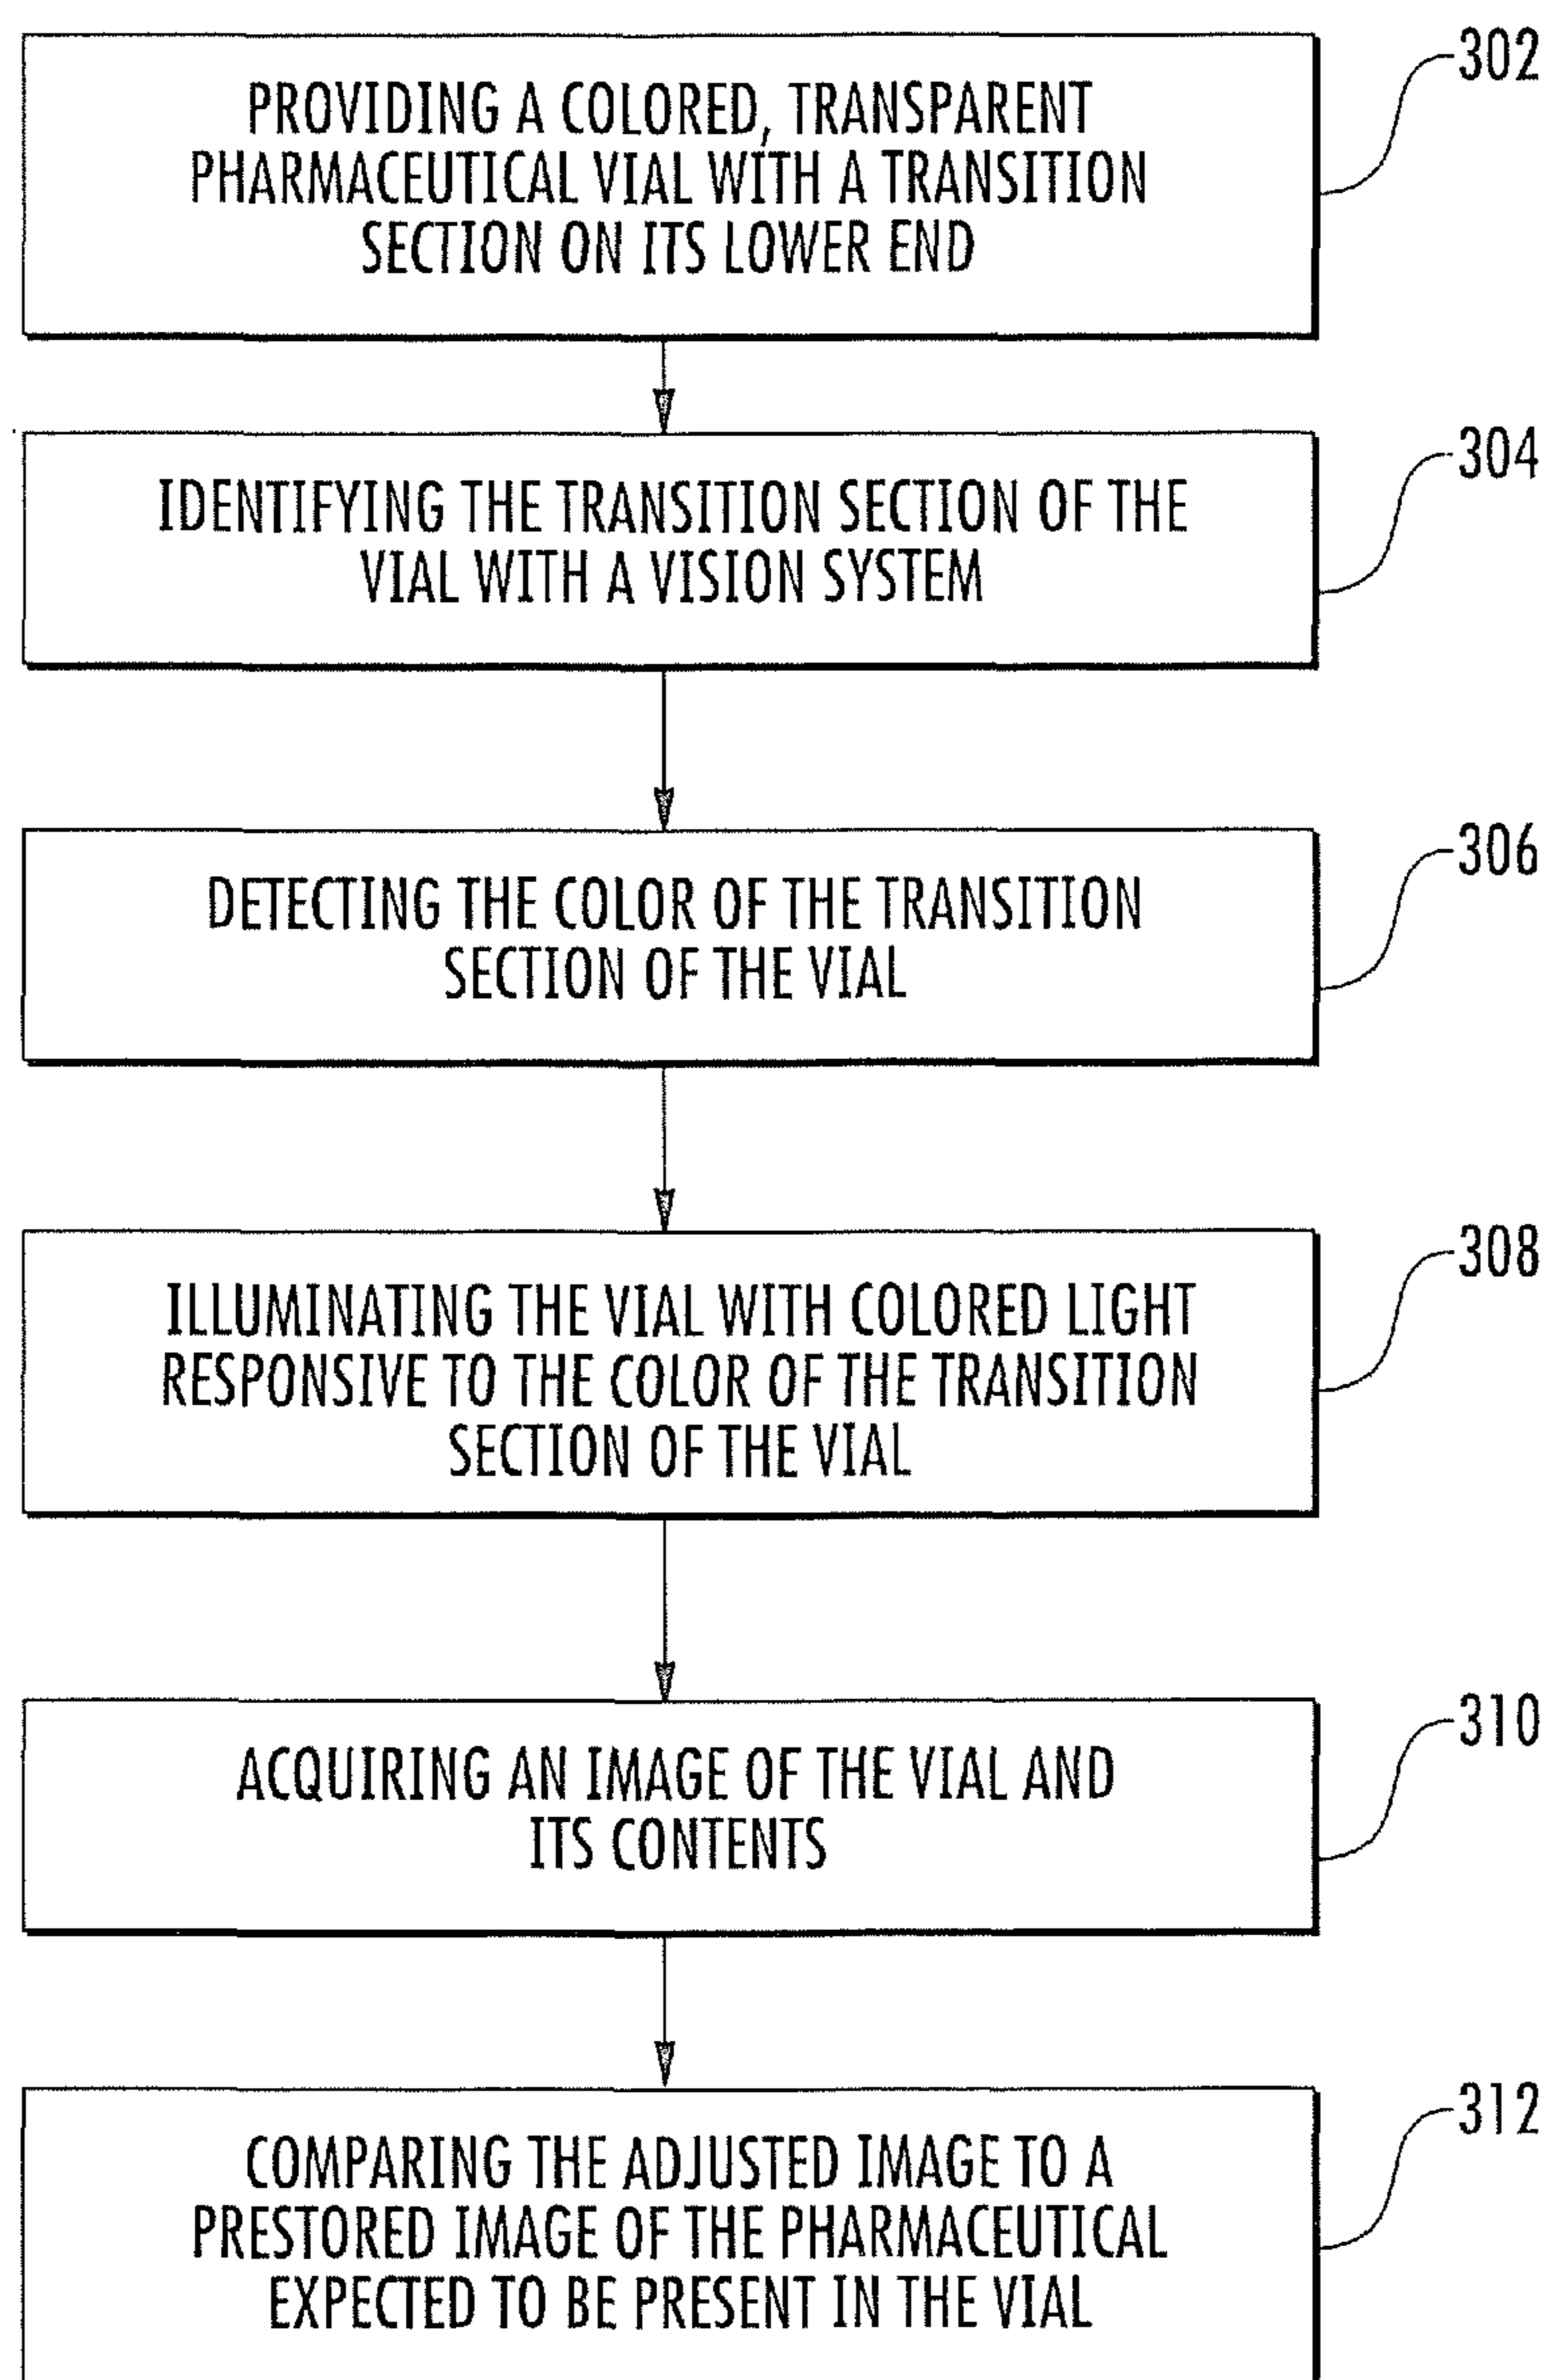 302
PROVIDING A COLORED, TRANSPARENT
PHARMACEUTICAL VIAL WITH A TRANSITION
SECTION ON ITS LOWER END
304
IDENTIFYING THE TRANSITION SECTION OF THE
VIAL WITH A VISION SYSTEM
306
DETECTING THE COLOR OF THE TRANSITION
SECTION OF THE VIAL
308
ILLUMINATING THE VIAL WITH COLORED LIGHT
RESPONSIVE TO THE COLOR OF THE TRANSITION
SECTION OF THE VIAL
310
ACQUIRING AN IMAGE OF THE VIAL AND
ITS CONTENTS
312
COMPARING THE ADJUSTED IMAGE TO A
PRESTORED IMAGE OF THE PHARMACEUTICAL
EXPECTED TO BE PRESENT IN THE VIAL